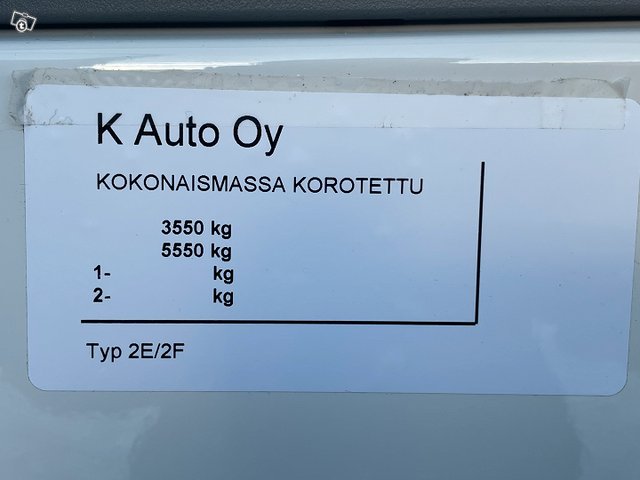 K Auto Oy
KOKONAISMASSA KOROTETTU
3550 kg
5550 kg
1- kg
2- kg
Typ 2E/2F